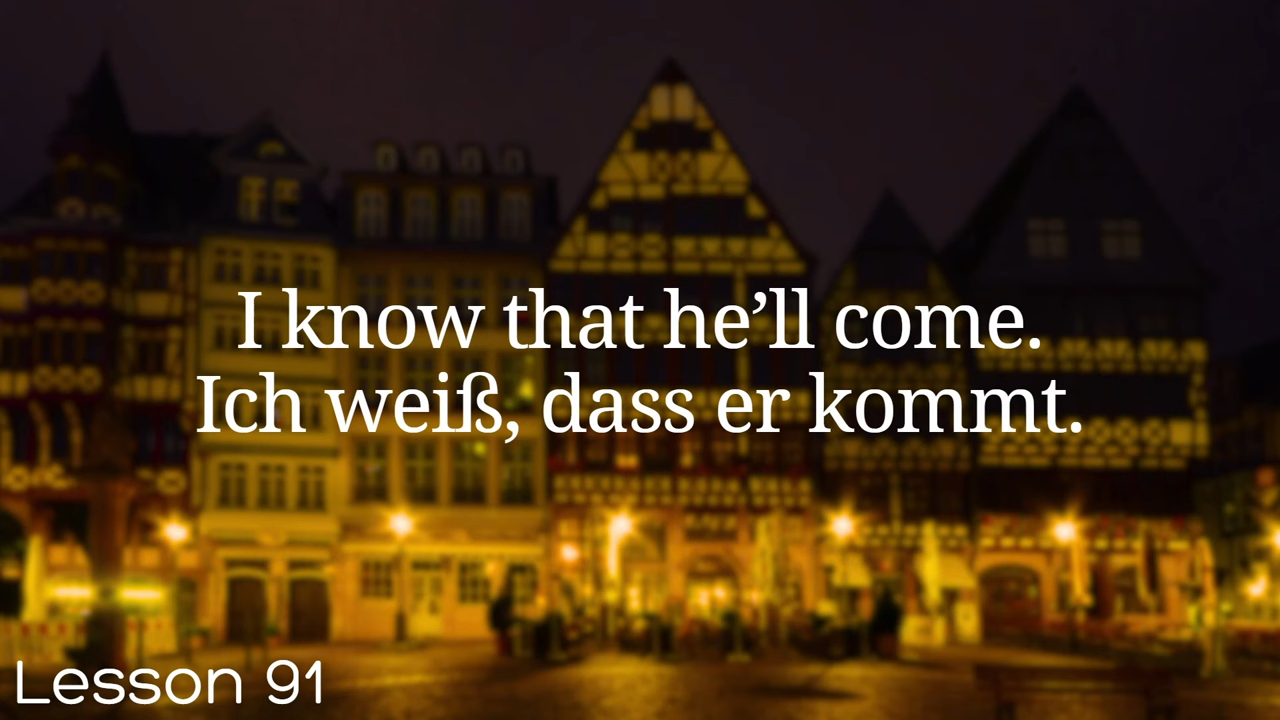 I know that he’ll come.
Ich weiß, dass er kommt.
Lesson 91